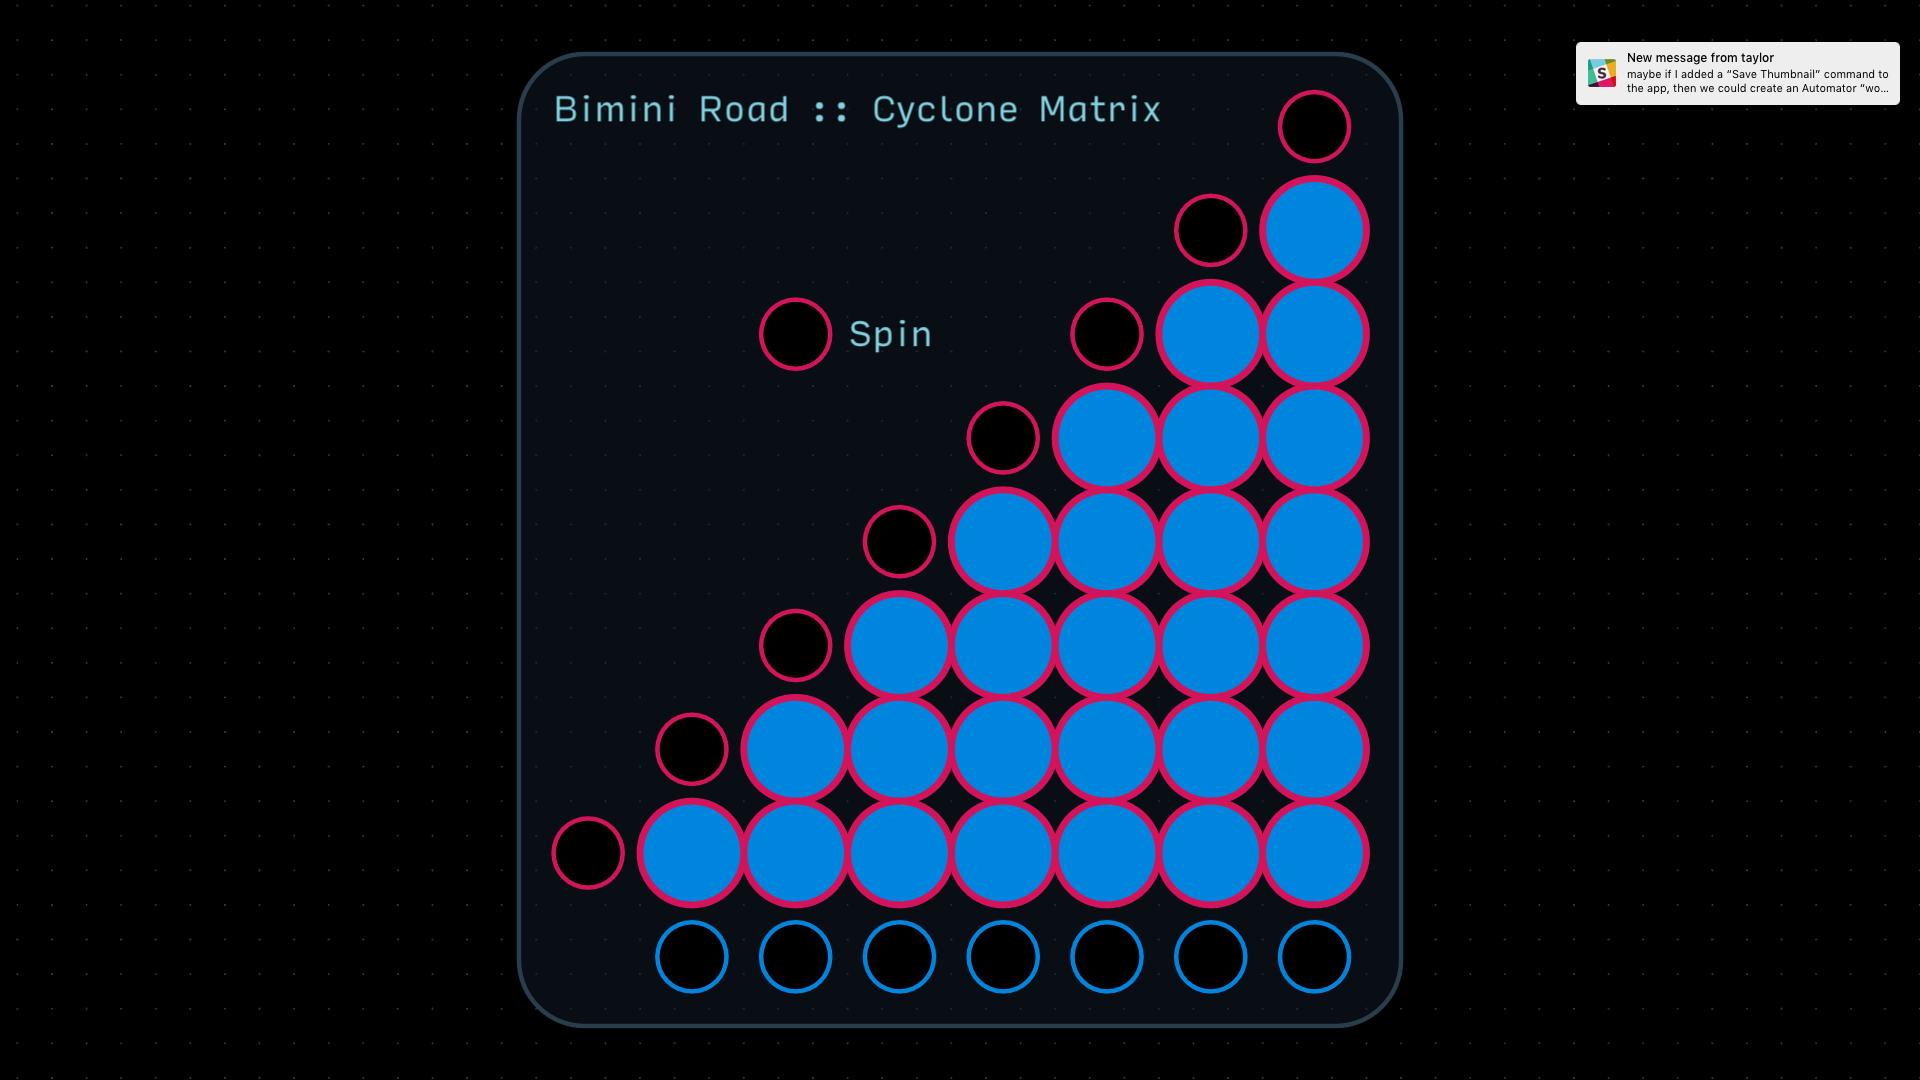 Bimini Road :: Cyclone Matrix
Spin
New message from taylor
maybe if I added a “Save Thumbnail” command to
the app, then we could create an Automator “wo...
S